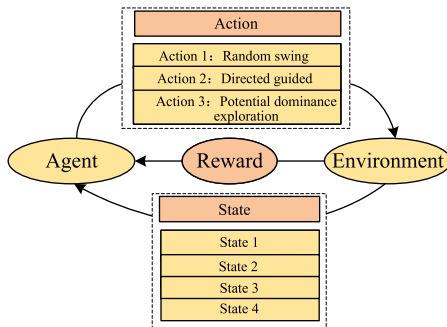 Action
Action 1：Random swing
Action 2：Directed guided
Action 3：Potential dominance
exploration
Agent
Reward
Environment
State
State 1
State 2
State 3
State 4